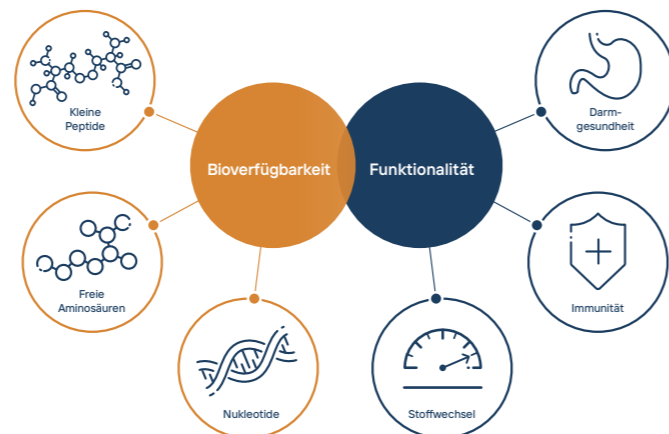 Kleine
Peptide
Darm-
gesundheit
Bioverfügbarkeit
Funktionalität
Freie
Aminosäuren
Immunität
Nukleotide
Stoffwechsel